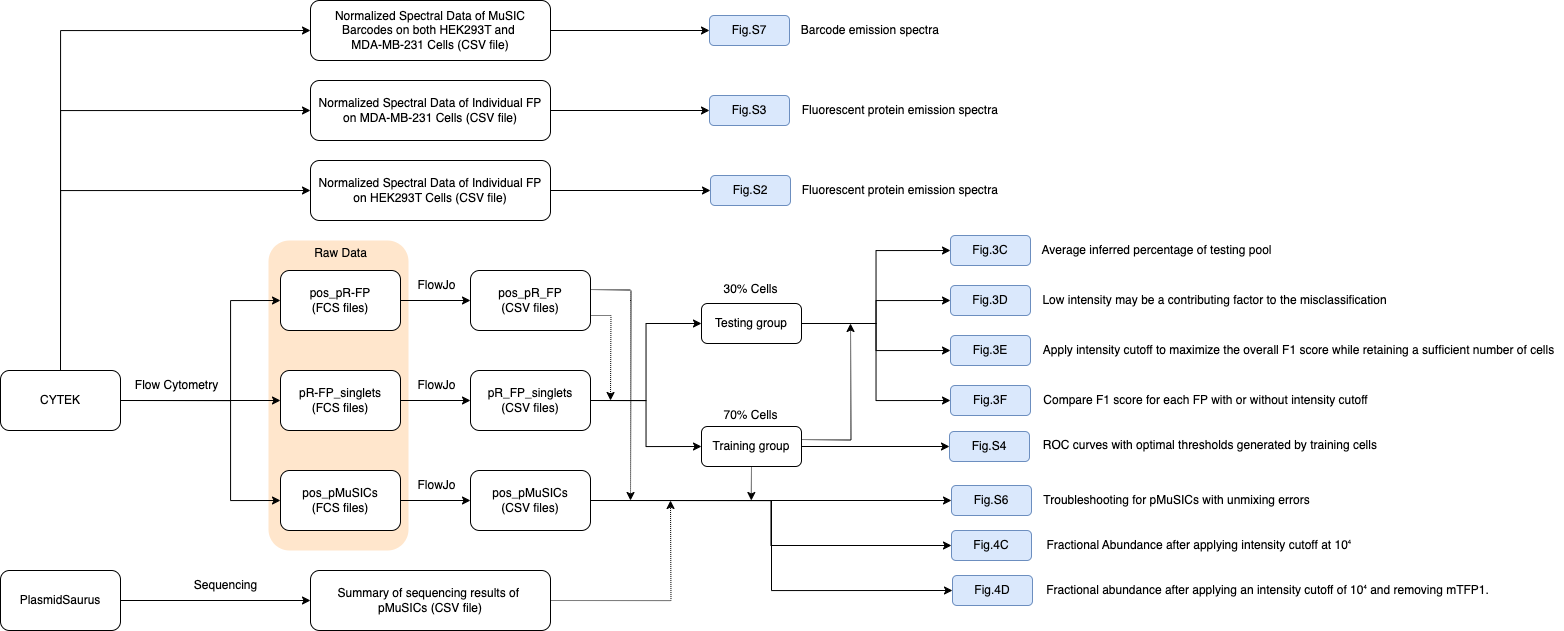 Normalized Spectral Data of MuSIC
Barcodes on both HEK293T and
MDA-MB-231 Cells (CSV file)
Fig.S7
Barcode emission spectra
Normalized Spectral Data of Individual FP
on MDA-MB-231 Cells (CSV file)
Fig.S3
Fluorescent protein emission spectra
Normalized Spectral Data of Individual FP
on HEK293T Cells (CSV file)
Fig.S2
Fluorescent protein emission spectra
Raw Data
CYTEK
Flow Cytometry
pos_pR-FP
(FCS files)
FlowJo
pos_pR_FP
(CSV files)
pR-FP_singlets
(FCS files)
FlowJo
pR_FP_singlets
(CSV files)
pos_pMuSICs
(FCS files)
FlowJo
pos_pMuSICs
(CSV files)
30% Cells
Testing group
70% Cells
Training group
Fig.3C
Average inferred percentage of testing pool
Fig.3D
Low intensity may be a contributing factor to the misclassification
Fig.3E
Apply intensity cutoff to maximize the overall F1 score while retaining a sufficient number of cells
Fig.3F
Compare F1 score for each FP with or without intensity cutoff
Fig.S4
ROC curves with optimal thresholds generated by training cells
Fig.S6
Troubleshooting for pMuSICs with unmixing errors
Fig.4C
Fractional Abundance after applying intensity cutoff at 10⁴
Fig.4D
Fractional abundance after applying an intensity cutoff of 10⁴ and removing mTFP1.
PlasmidSaurus
Sequencing
Summary of sequencing results of
pMuSICs (CSV file)